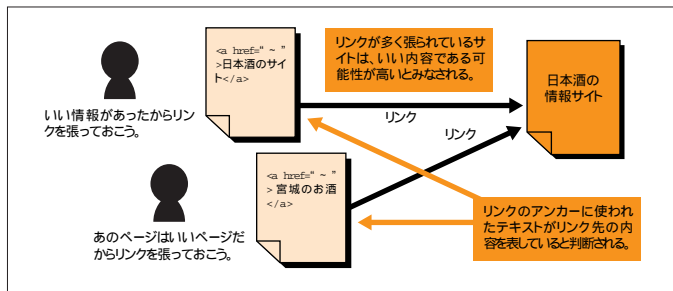 <a href="～"
>日本酒のサイ
ト</a>
リンクが多く張られているサ
イトは、いい内容である可
能性が高いとみなされる。
日本酒の
情報サイト
いい情報があったからリン
クを張っておこう。
リンク
リンク
<a href="～"
>宮城のお酒
</a>
あのページはいいページだ
からリンクを張っておこう。
リンクのアンカーに使われ
たテキストがリンク先の内
容を表していると判断される。